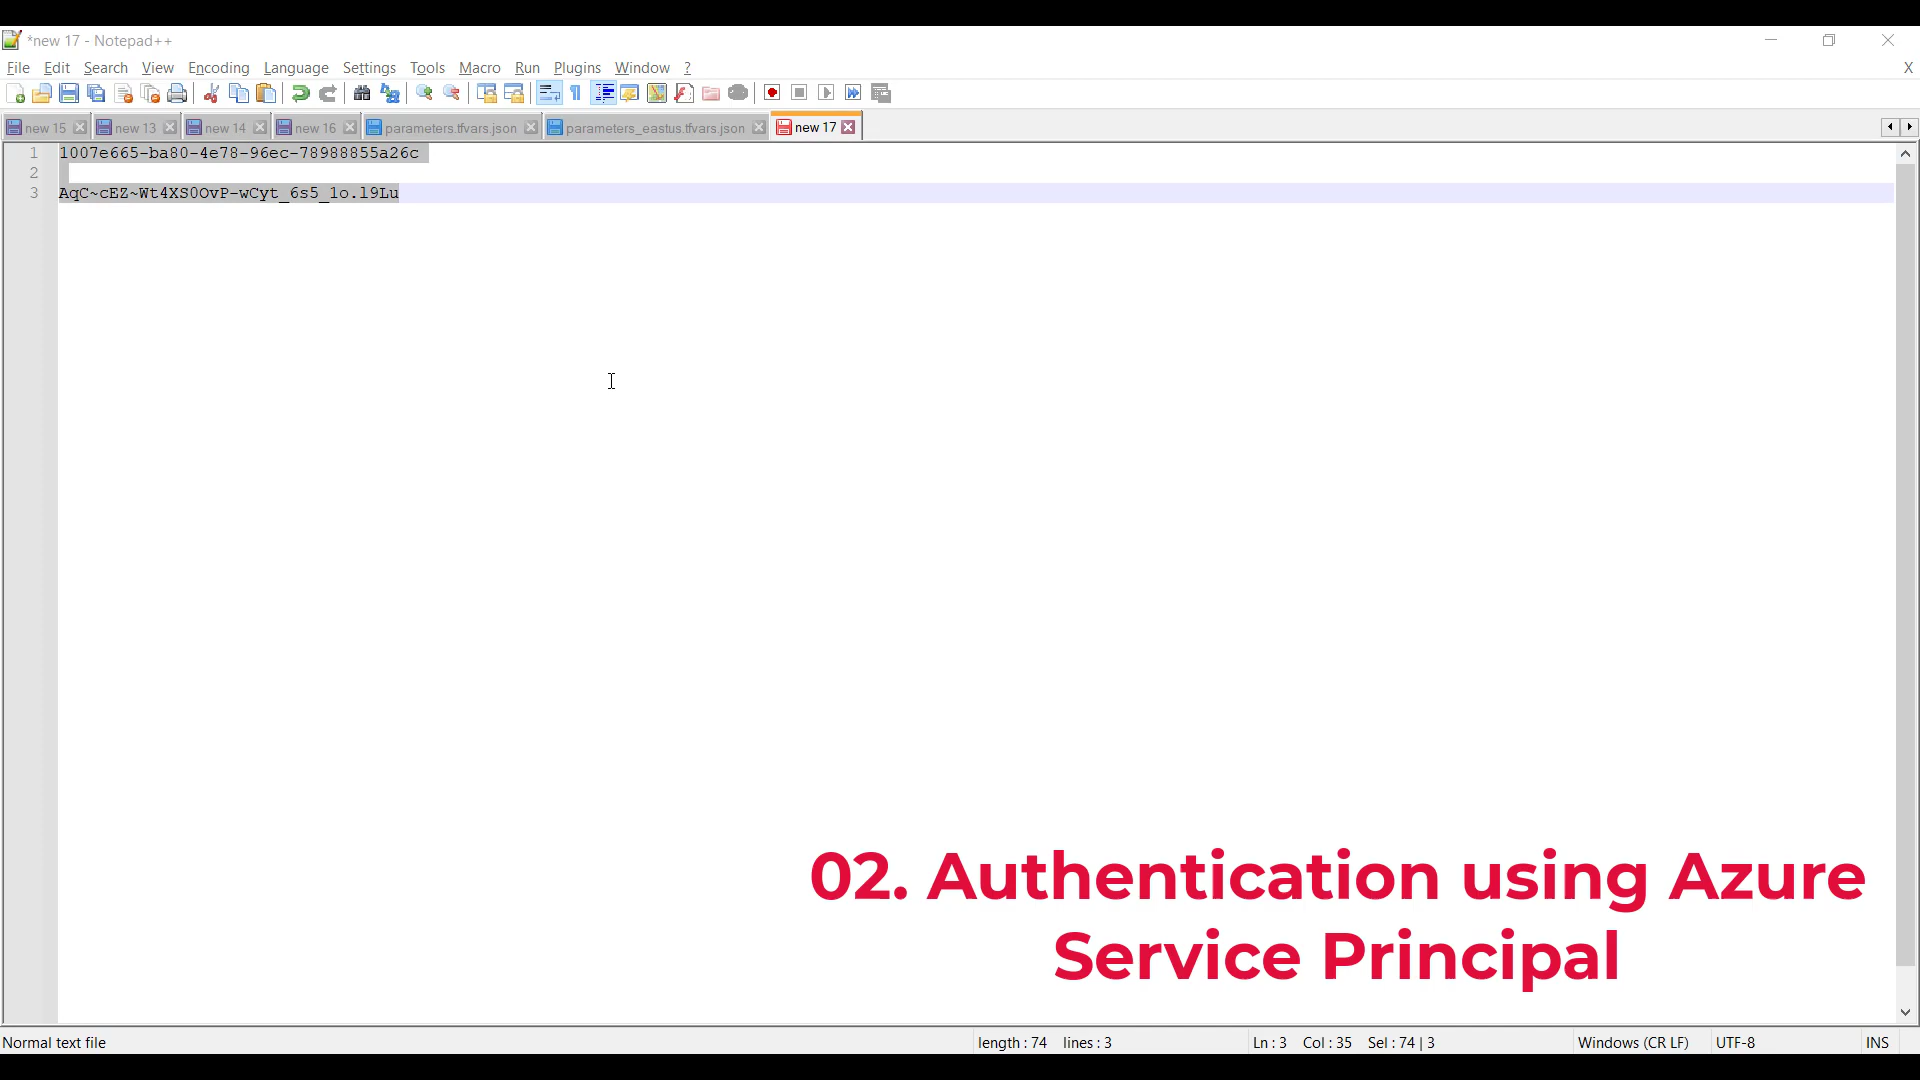 *new 17 - Notepad++
File Edit Search View Encoding Language Settings Tools Macro Run Plugins Window ? X
new 15 new 13 new 14 new 16 parameters.tfvars.json parameters_eastus.tfvars.json new 17
1 1007e665-ba80-4e78-96ec-78988855a26c
2
3 AqC~cEZ~Wt4XS0OvP-wCyt_6s5_1o.l9Lu
02. Authentication using Azure
Service Principal
Normal text file length : 74 lines : 3 Ln : 3 Col : 35 Sel : 74 | 3 Windows (CR LF) UTF-8 INS